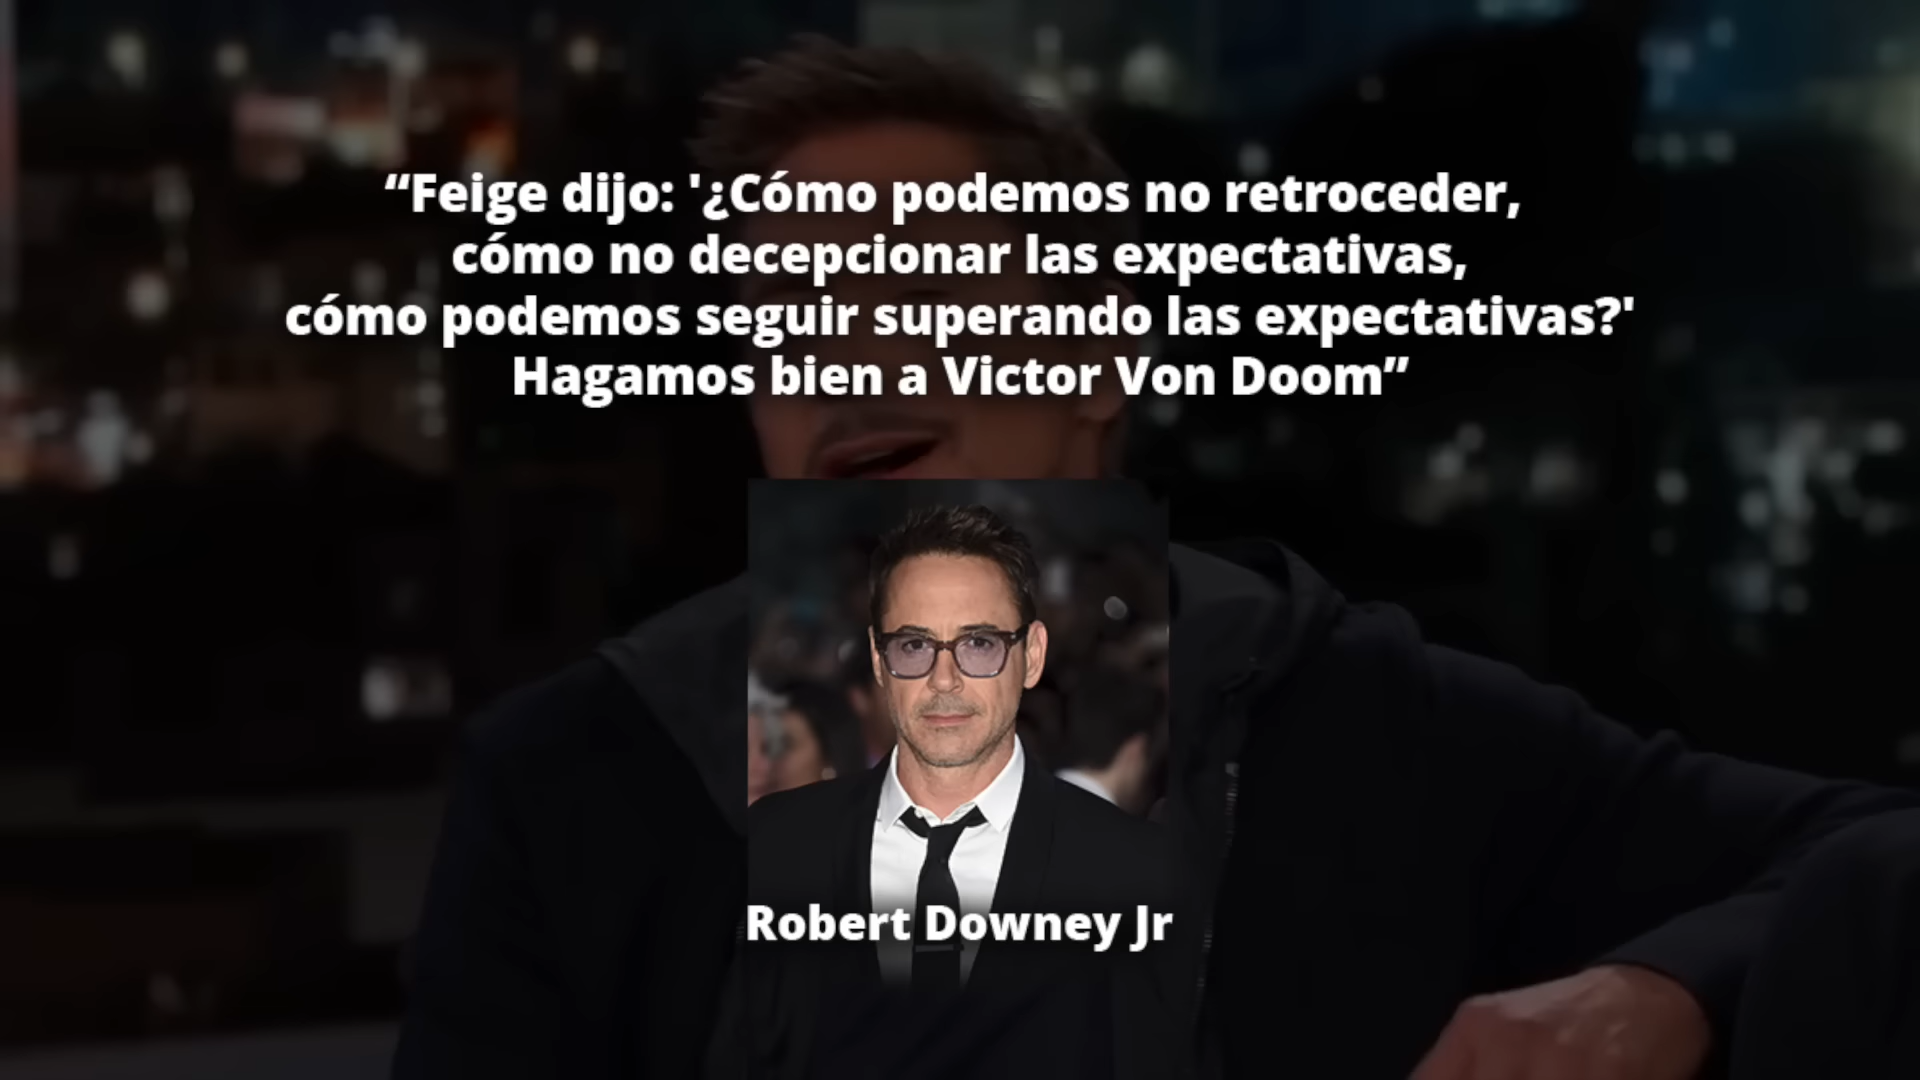 “Feige dijo: '¿Cómo podemos no retroceder,
cómo no decepcionar las expectativas,
cómo podemos seguir superando las expectativas?'
Hagamos bien a Victor Von Doom”
Robert Downey Jr